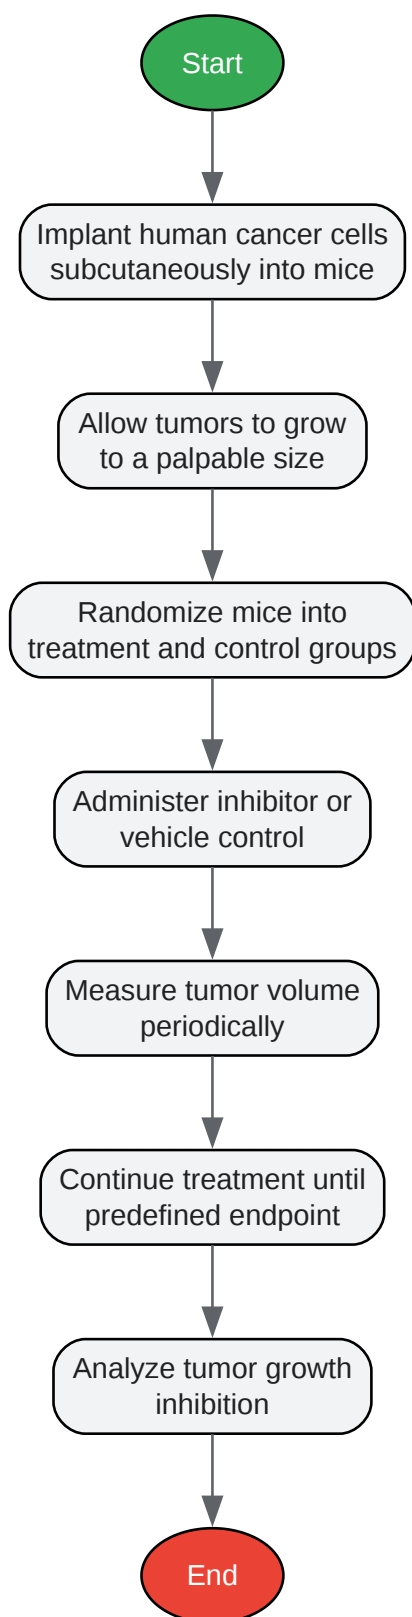 Start
Implant human cancer cells
subcutaneously into mice
Allow tumors to grow
to a palpable size
Randomize mice into
treatment and control groups
Administer inhibitor or
vehicle control
Measure tumor volume
periodically
Continue treatment until
predefined endpoint
Analyze tumor growth
inhibition
End